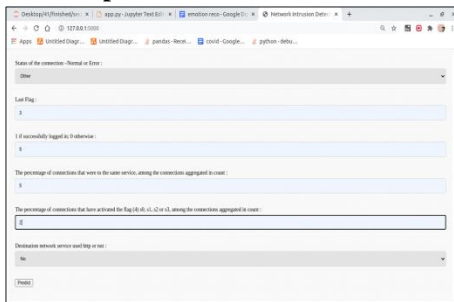 Desktop/41/finished/src
app.py - Jupyter Text Edi
emotion reco - Google D
Network Intrusion Detec
127.0.0.1:5000
Apps Untitled Diagr... Untitled Diagr... pandas - Recei... covid - Google... python - debu...
Status of the connection -Normal or Error :
Other
Last Flag :
3
1 if successfully logged in; 0 otherwise :
5
The percentage of connections that were to the same service, among the connections aggregated in count :
5
The percentage of connections that have activated the flag (4) s0, s1, s2 or s3, among the connections aggregated in count :
2
Destination network service used http or not :
No
Predict